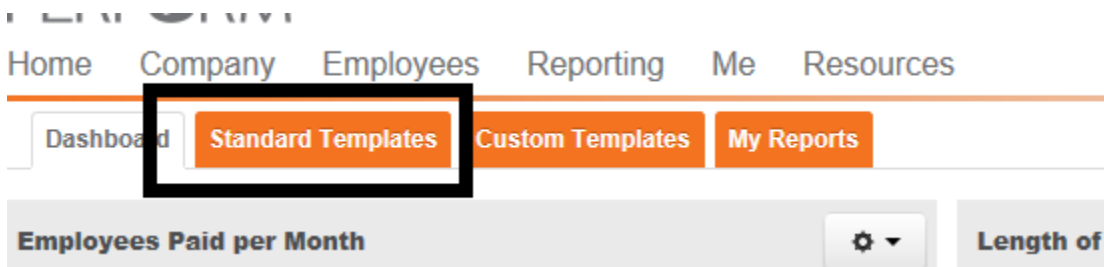 PERFORM
Home Company Employees Reporting Me Resources
Dashboard Standard Templates Custom Templates My Reports
Employees Paid per Month Length of